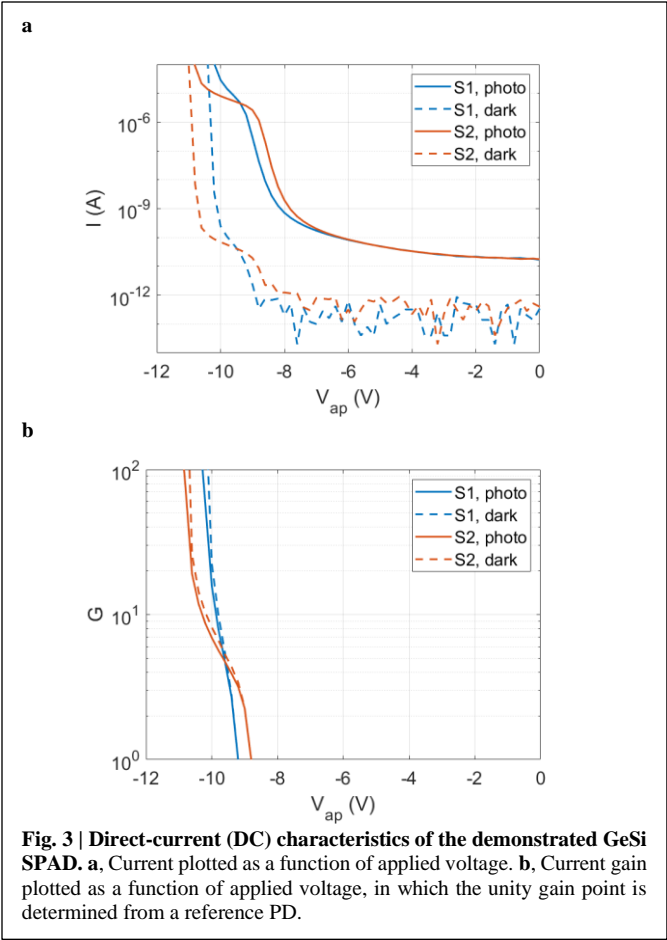 a
S1, photo
S1, dark
S2, photo
S2, dark
10^-6
10^-9
10^-12
I (A)
-12 -10 -8 -6 -4 -2 0
V_ap (V)
b
10^2
S1, photo
S1, dark
S2, photo
S2, dark
10^1
G
10^0
-12 -10 -8 -6 -4 -2 0
V_ap (V)
Fig. 3 | Direct-current (DC) characteristics of the demonstrated GeSi
SPAD. a, Current plotted as a function of applied voltage. b, Current gain
plotted as a function of applied voltage, in which the unity gain point is
determined from a reference PD.